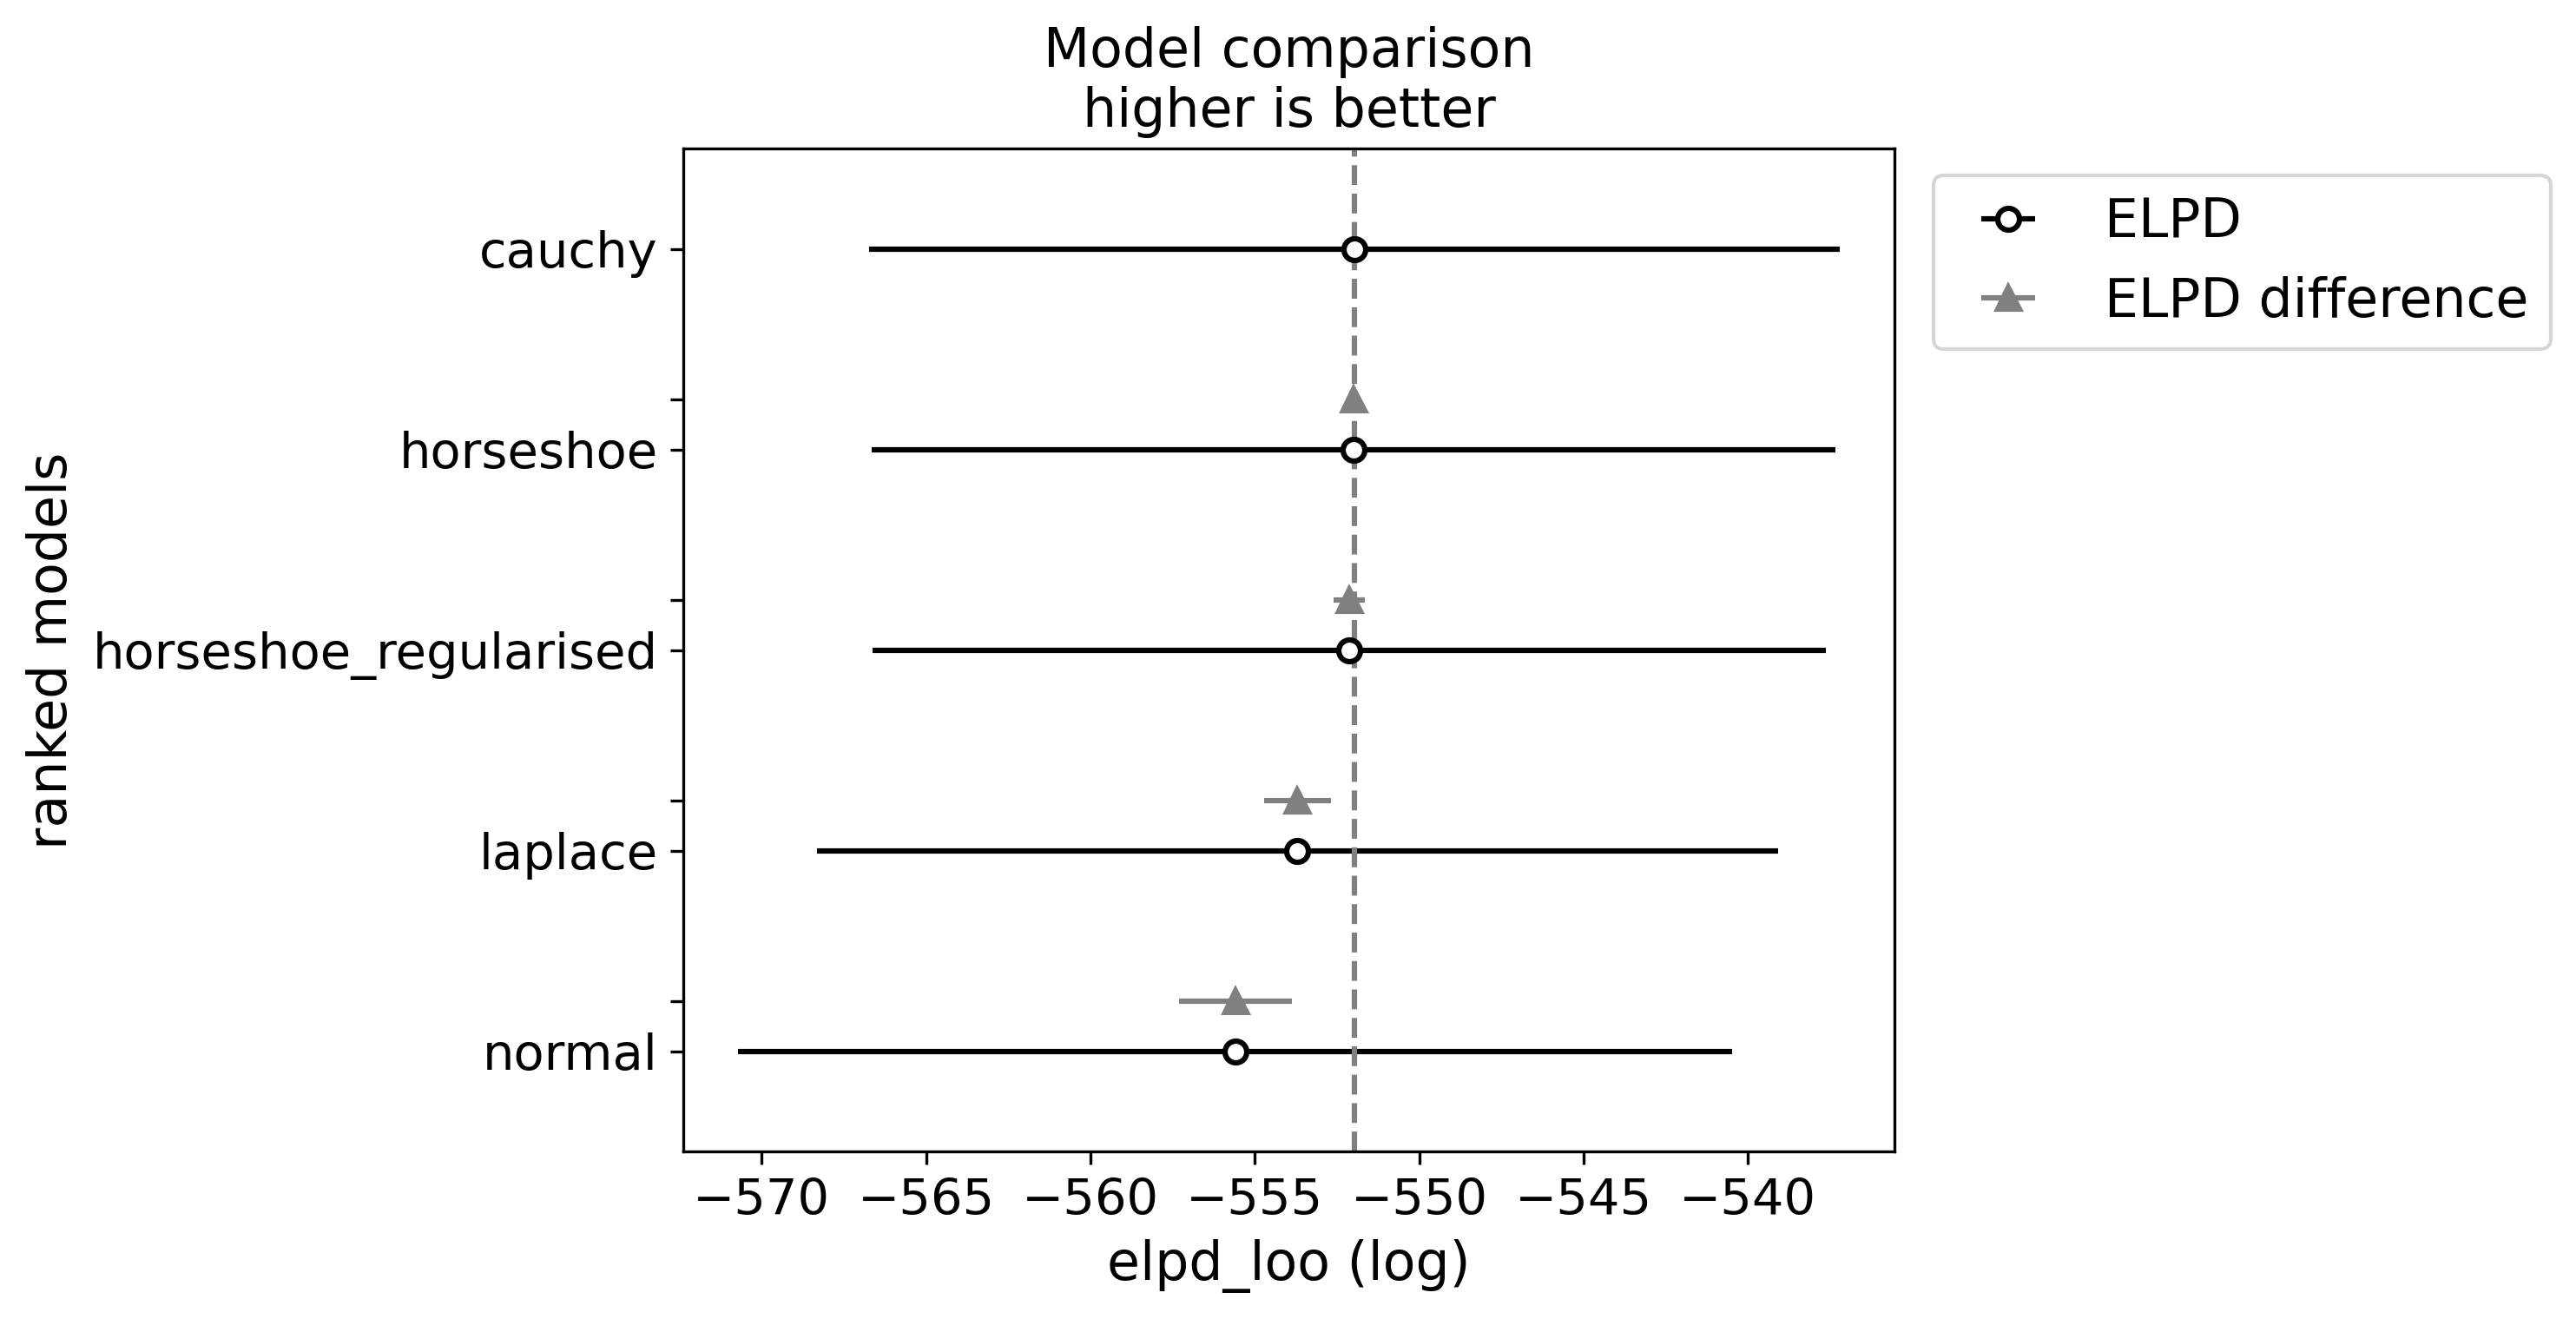 Model comparison
higher is better
ELPD
ELPD difference
ranked models
cauchy
horseshoe
horseshoe_regularised
laplace
normal
−570 −565 −560 −555 −550 −545 −540
elpd_loo (log)